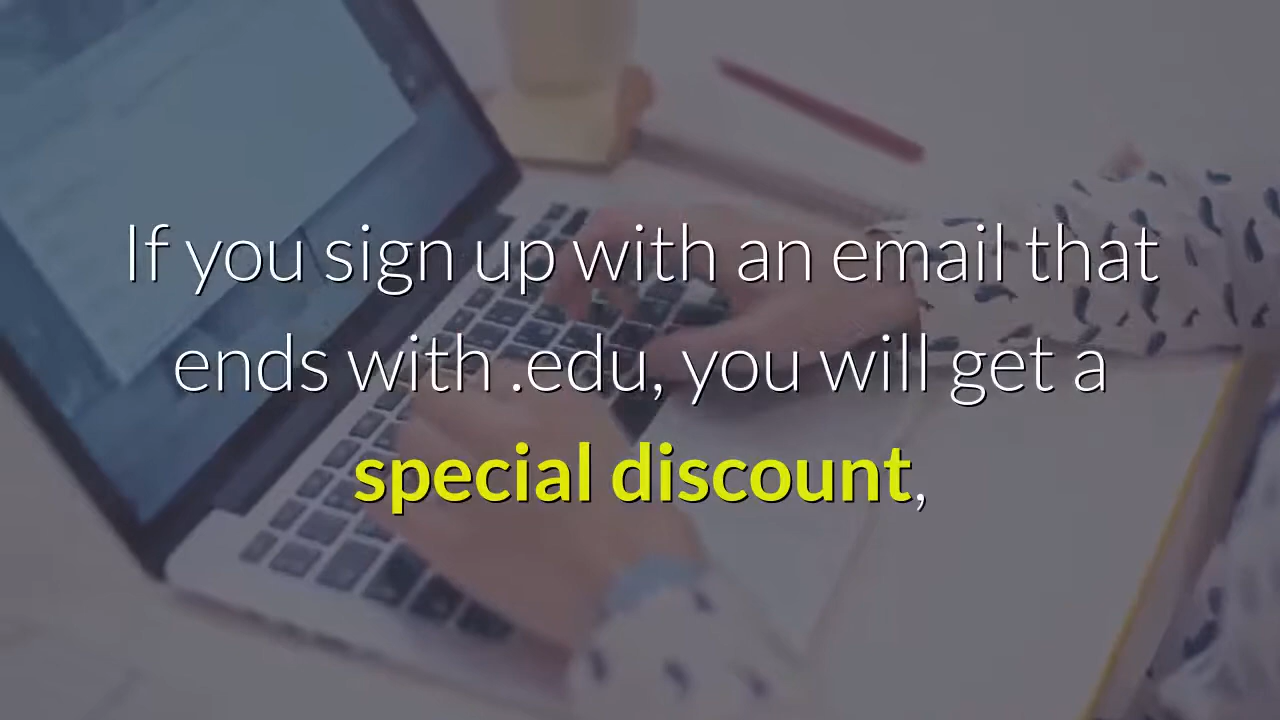 If you sign up with an email that
ends with .edu, you will get a
special discount,